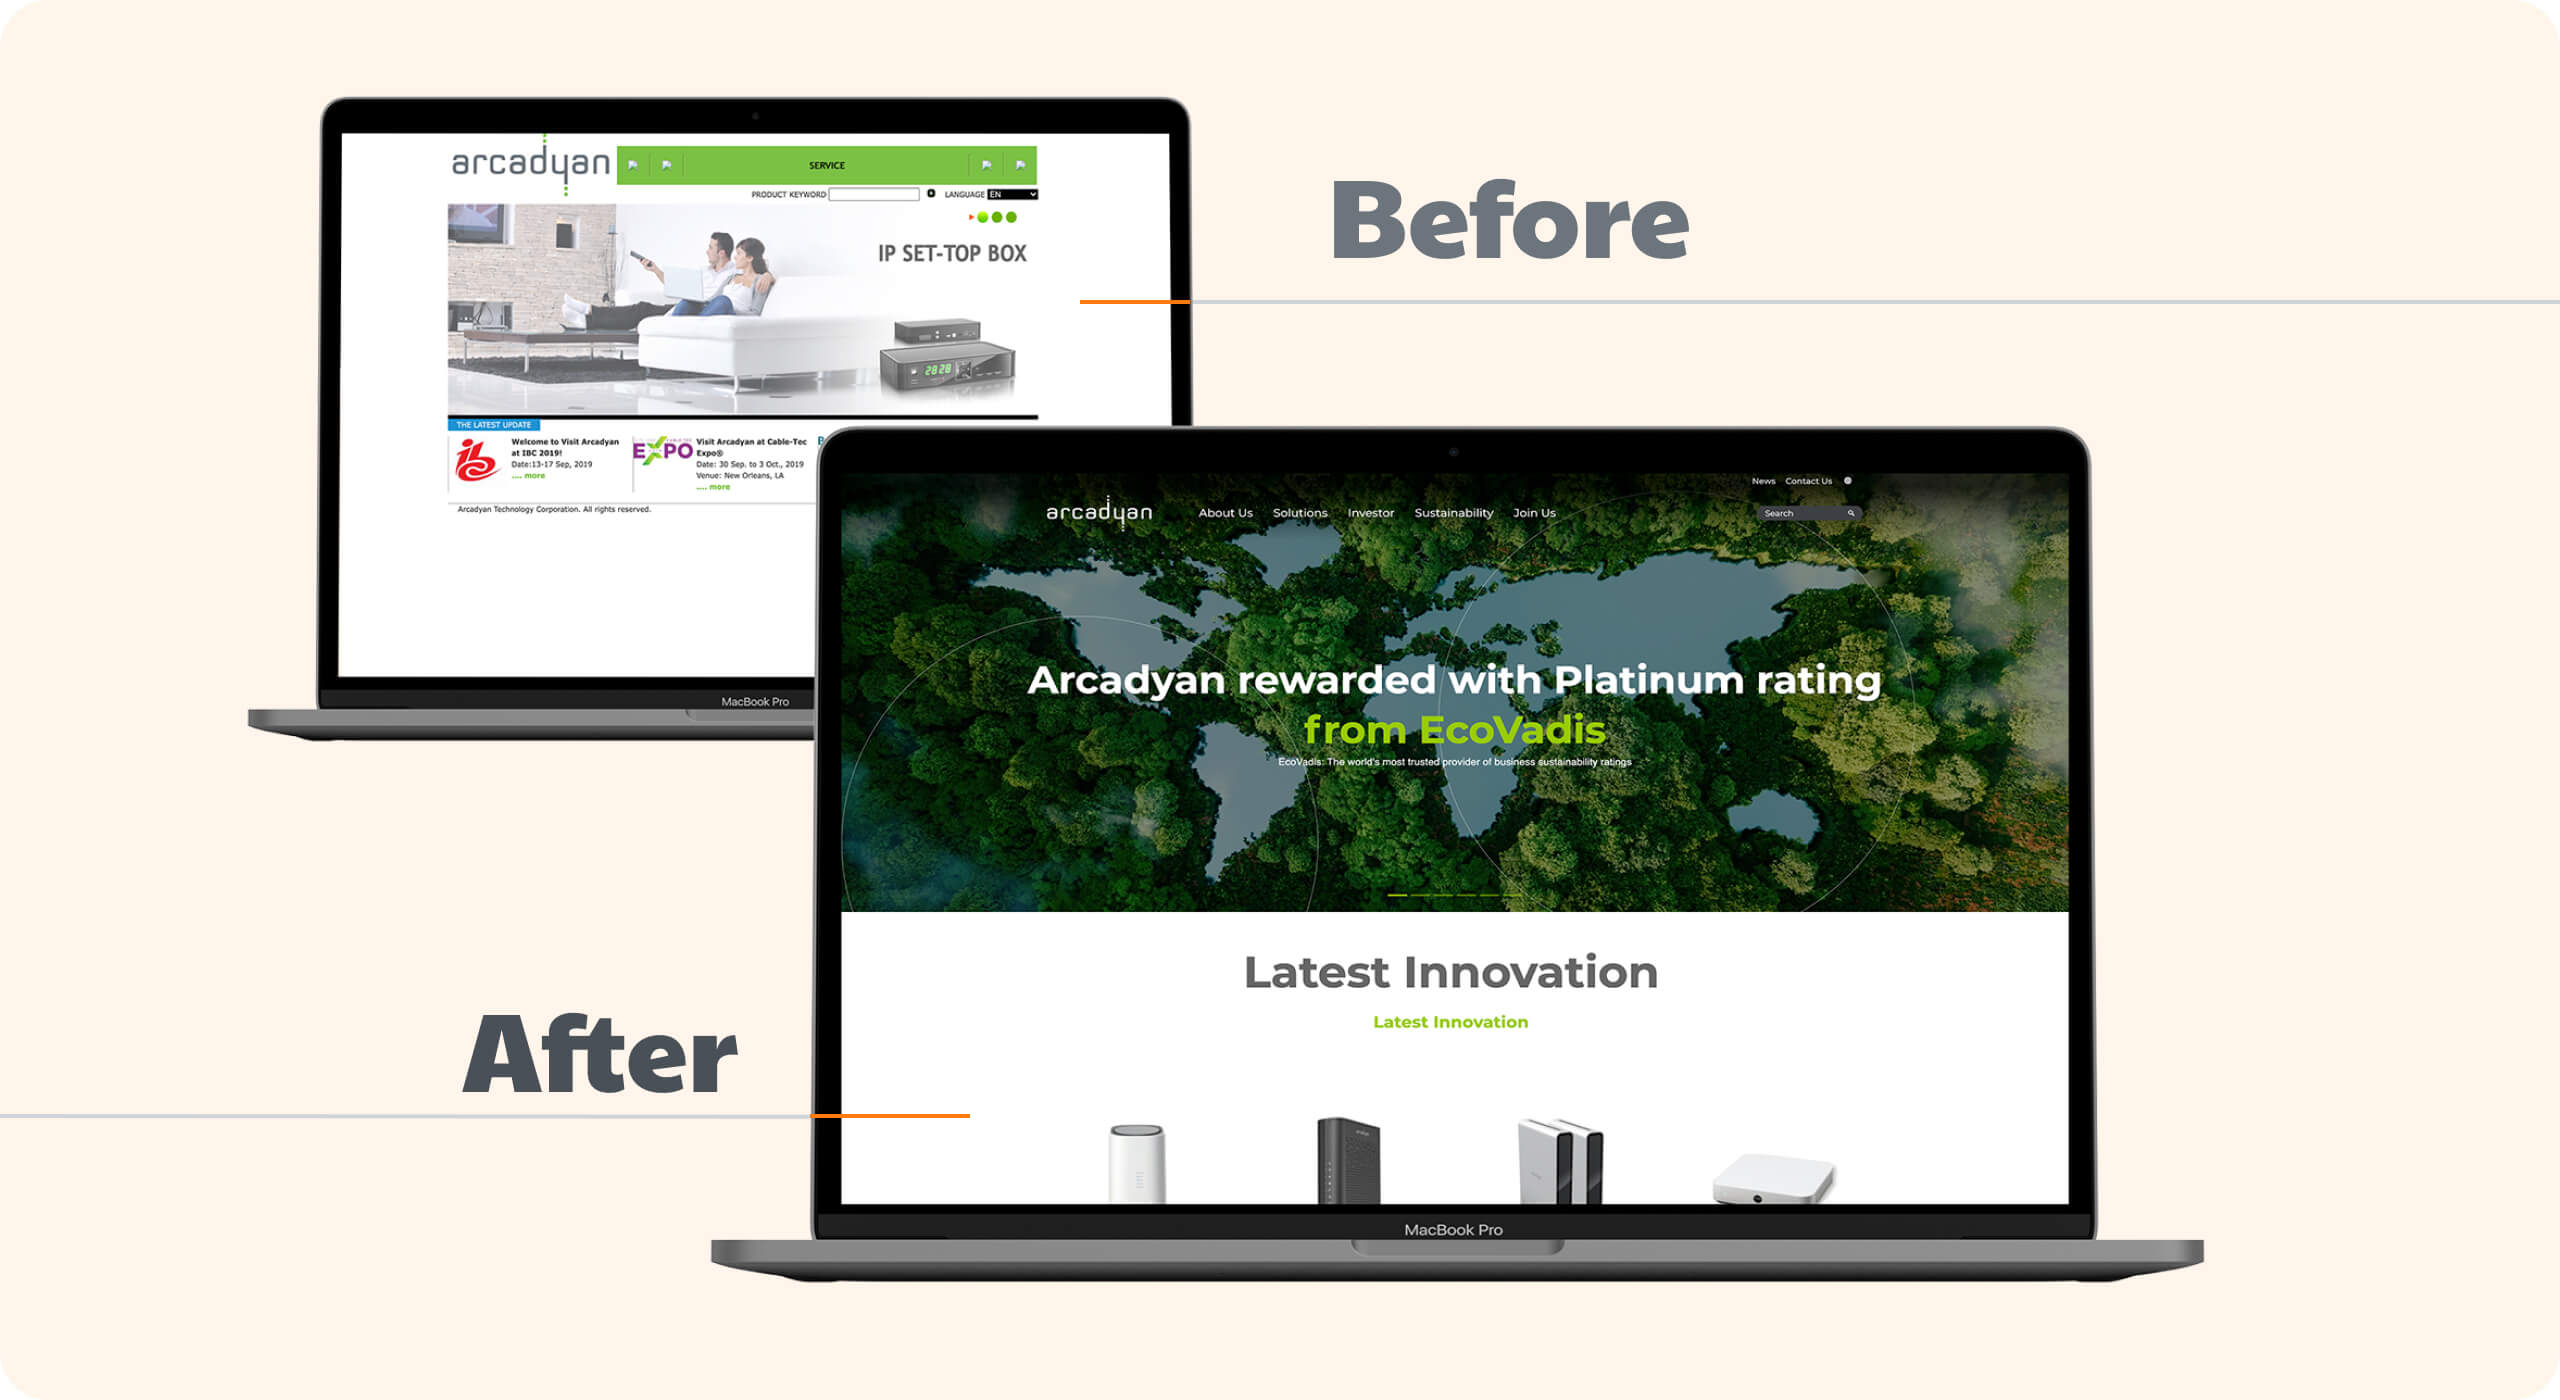 Before
arcadyan
SERVICE
PRODUCT KEYWORD
LANGUAGE EN
IP SET-TOP BOX
2828
THE LATEST UPDATE
Welcome to Visit Arcadyan
at IBC 2019!
Date:13-17 Sep, 2019
.... more
EXPO
Visit Arcadyan at Cable-Tec
Expo®
Date: 30 Sep. to 3 Oct., 2019
Venue: New Orleans, LA
.... more
Arcadyan Technology Corporation. All rights reserved.
MacBook Pro
After
News Contact Us
arcadyan About Us Solutions Investor Sustainability Join Us
Search
Arcadyan rewarded with Platinum rating
from EcoVadis
EcoVadis: The world's most trusted provider of business sustainability ratings
Latest Innovation
Latest Innovation
MacBook Pro